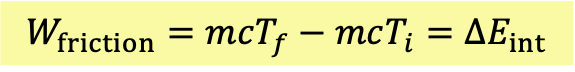 W_friction = mcT_f − mcT_i = ΔE_int